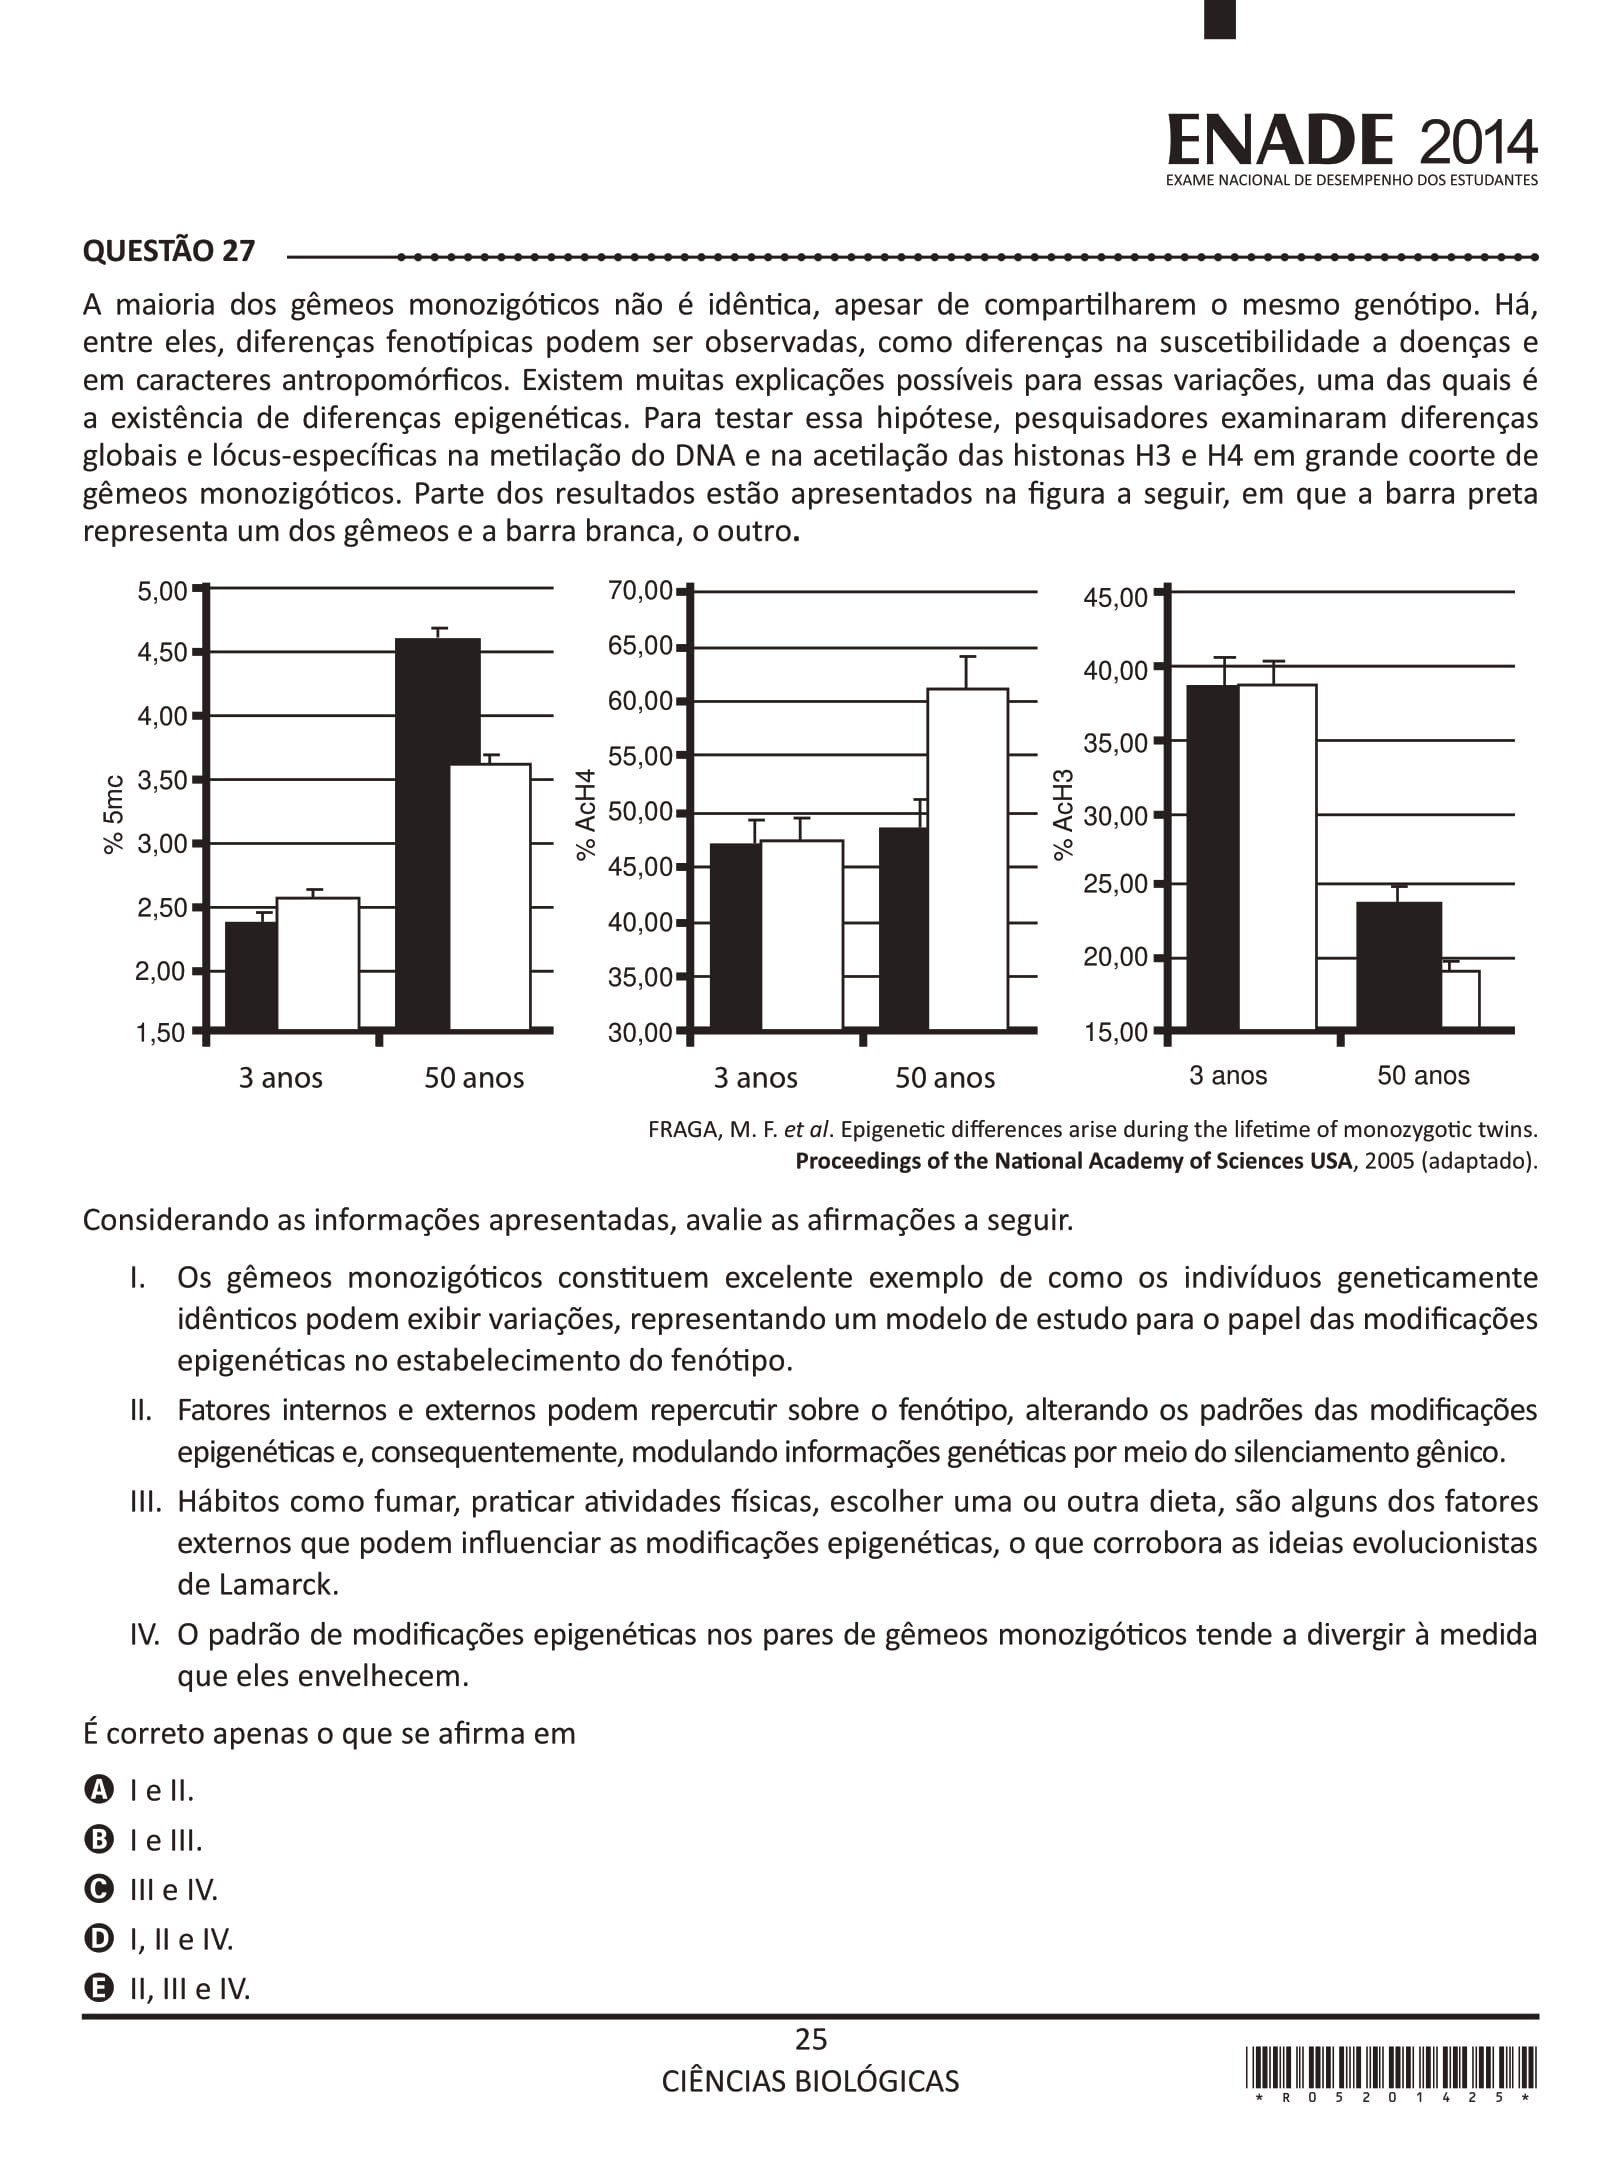 ENADE 2014
EXAME NACIONAL DE DESEMPENHO DOS ESTUDANTES
QUESTÃO 27
A maioria dos gêmeos monozigóticos não é idêntica, apesar de compartilharem o mesmo genótipo. Há,
entre eles, diferenças fenotípicas podem ser observadas, como diferenças na suscetibilidade a doenças e
em caracteres antropomórficos. Existem muitas explicações possíveis para essas variações, uma das quais é
a existência de diferenças epigenéticas. Para testar essa hipótese, pesquisadores examinaram diferenças
globais e lócus-específicas na metilação do DNA e na acetilação das histonas H3 e H4 em grande coorte de
gêmeos monozigóticos. Parte dos resultados estão apresentados na figura a seguir, em que a barra preta
representa um dos gêmeos e a barra branca, o outro.
% 5mc
5,00
4,50
4,00
3,50
3,00
2,50
2,00
1,50
3 anos 50 anos
% AcH4
70,00
65,00
60,00
55,00
50,00
45,00
40,00
35,00
30,00
3 anos 50 anos
% AcH3
45,00
40,00
35,00
30,00
25,00
20,00
15,00
3 anos 50 anos
FRAGA, M. F. et al. Epigenetic differences arise during the lifetime of monozygotic twins.
Proceedings of the National Academy of Sciences USA, 2005 (adaptado).
Considerando as informações apresentadas, avalie as afirmações a seguir.
I. Os gêmeos monozigóticos constituem excelente exemplo de como os indivíduos geneticamente
idênticos podem exibir variações, representando um modelo de estudo para o papel das modificações
epigenéticas no estabelecimento do fenótipo.
II. Fatores internos e externos podem repercutir sobre o fenótipo, alterando os padrões das modificações
epigenéticas e, consequentemente, modulando informações genéticas por meio do silenciamento gênico.
III. Hábitos como fumar, praticar atividades físicas, escolher uma ou outra dieta, são alguns dos fatores
externos que podem influenciar as modificações epigenéticas, o que corrobora as ideias evolucionistas
de Lamarck.
IV. O padrão de modificações epigenéticas nos pares de gêmeos monozigóticos tende a divergir à medida
que eles envelhecem.
É correto apenas o que se afirma em
A I e II.
B I e III.
C III e IV.
D I, II e IV.
E II, III e IV.
25
CIÊNCIAS BIOLÓGICAS
* R 0 5 2 0 1 4 2 5 *